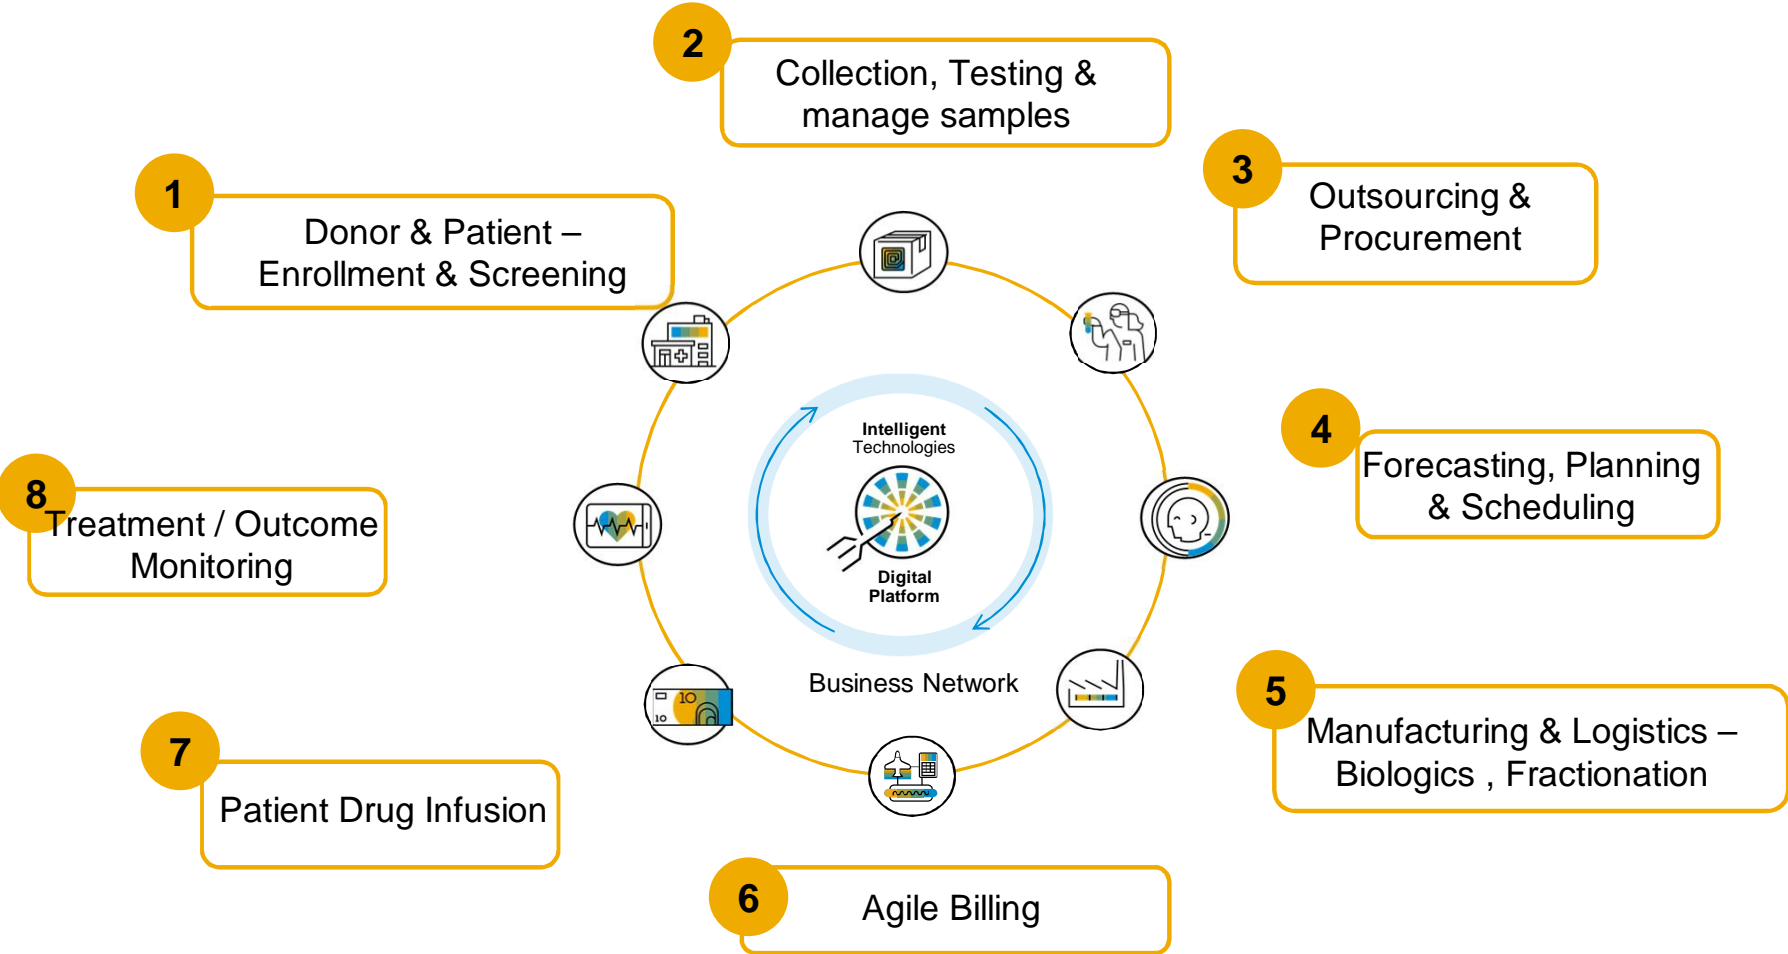 1
Donor & Patient –
Enrollment & Screening
2
Collection, Testing &
manage samples
3
Outsourcing &
Procurement
4
Forecasting, Planning
& Scheduling
5
Manufacturing & Logistics –
Biologics , Fractionation
6
Agile Billing
7
Patient Drug Infusion
8
Treatment / Outcome
Monitoring
Intelligent
Technologies
Digital
Platform
Business Network
10
10